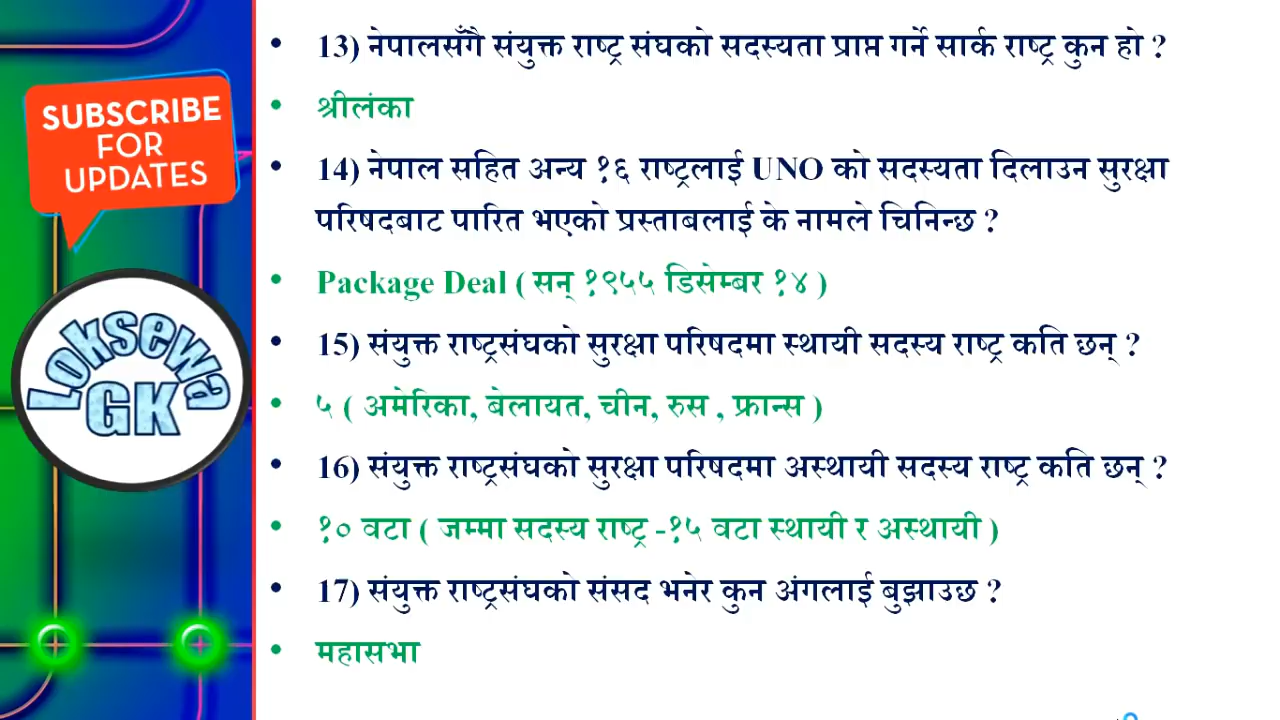 SUBSCRIBE
FOR
UPDATES
Loksewa
GK
• 13) नेपालसँगै संयुक्त राष्ट्र संघको सदस्यता प्राप्त गर्ने सार्क राष्ट्र कुन हो ?
• श्रीलंका
• 14) नेपाल सहित अन्य १६ राष्ट्रलाई UNO को सदस्यता दिलाउन सुरक्षा
परिषदबाट पारित भएको प्रस्ताबलाई के नामले चिनिन्छ ?
• Package Deal ( सन् १९५५ डिसेम्बर १४ )
• 15) संयुक्त राष्ट्रसंघको सुरक्षा परिषदमा स्थायी सदस्य राष्ट्र कति छन् ?
• ५ ( अमेरिका, बेलायत, चीन, रुस , फ्रान्स )
• 16) संयुक्त राष्ट्रसंघको सुरक्षा परिषदमा अस्थायी सदस्य राष्ट्र कति छन् ?
• १० वटा ( जम्मा सदस्य राष्ट्र -१५ वटा स्थायी र अस्थायी )
• 17) संयुक्त राष्ट्रसंघको संसद भनेर कुन अंगलाई बुझाउछ ?
• महासभा